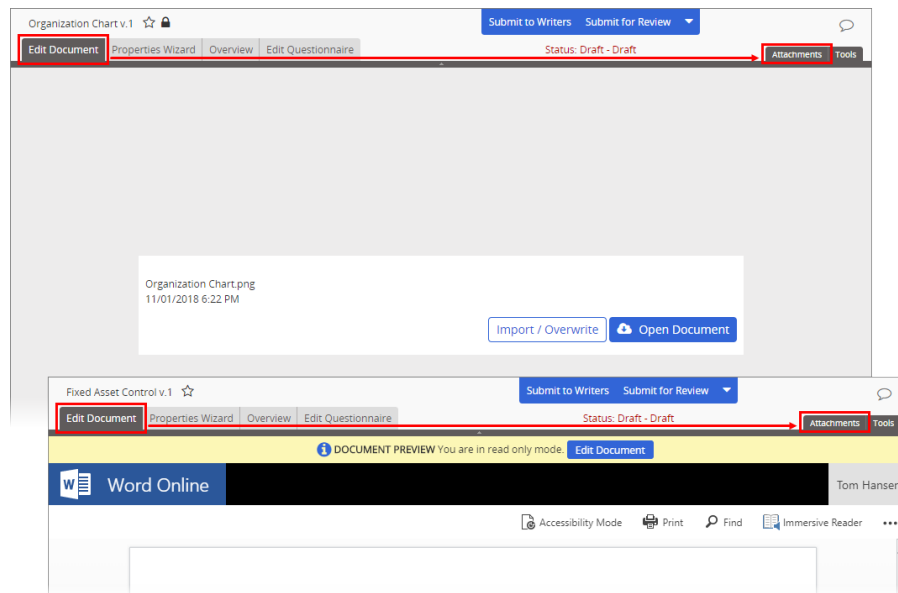 Organization Chart v.1
Submit to Writers Submit for Review
Edit Document Properties Wizard Overview Edit Questionnaire Status: Draft - Draft Attachments Tools
Organization Chart.png
11/01/2018 6:22 PM
Import / Overwrite Open Document
Fixed Asset Control v.1 Submit to Writers Submit for Review
Edit Document Properties Wizard Overview Edit Questionnaire Status: Draft - Draft Attachments Tools
DOCUMENT PREVIEW You are in read only mode. Edit Document
W Word Online Tom Hansen
Accessibility Mode Print Find Immersive Reader •••